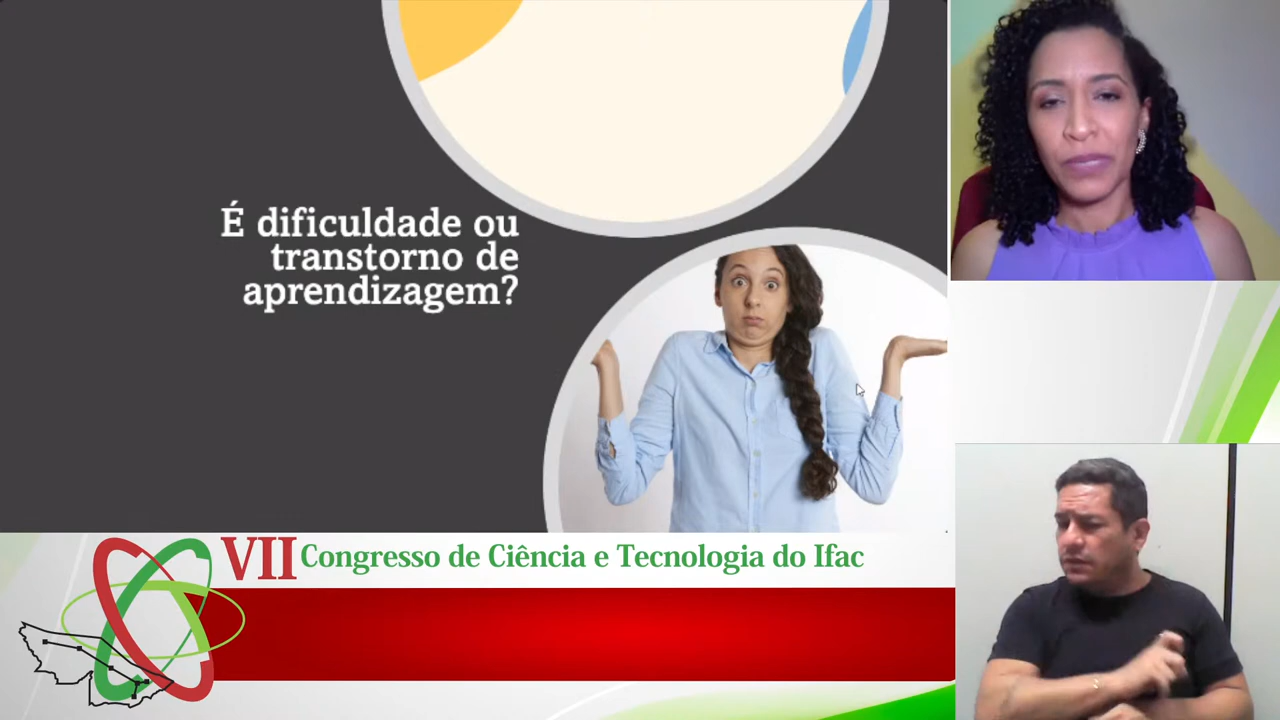 É dificuldade ou
transtorno de
aprendizagem?
VII Congresso de Ciência e Tecnologia do Ifac